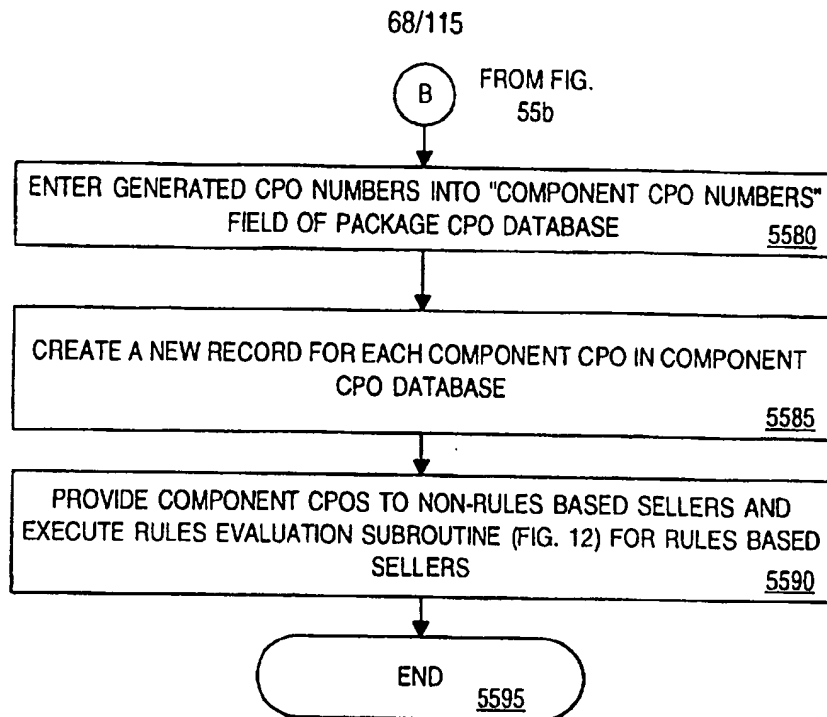 68/115
B
FROM FIG.
55b
ENTER GENERATED CPO NUMBERS INTO "COMPONENT CPO NUMBERS"
FIELD OF PACKAGE CPO DATABASE
5580
CREATE A NEW RECORD FOR EACH COMPONENT CPO IN COMPONENT
CPO DATABASE
5585
PROVIDE COMPONENT CPOS TO NON-RULES BASED SELLERS AND
EXECUTE RULES EVALUATION SUBROUTINE (FIG. 12) FOR RULES BASED
SELLERS
5590
END
5595